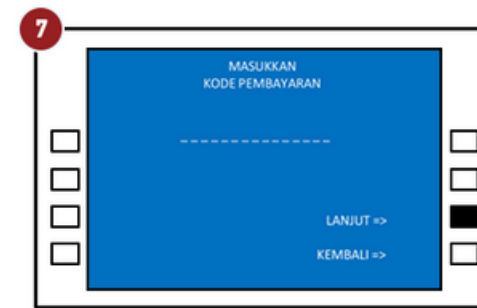 7
MASUKKAN
KODE PEMBAYARAN
_ _ _ _ _ _ _ _ _ _ _ _ _ _ _
LANJUT =>
KEMBALI =>